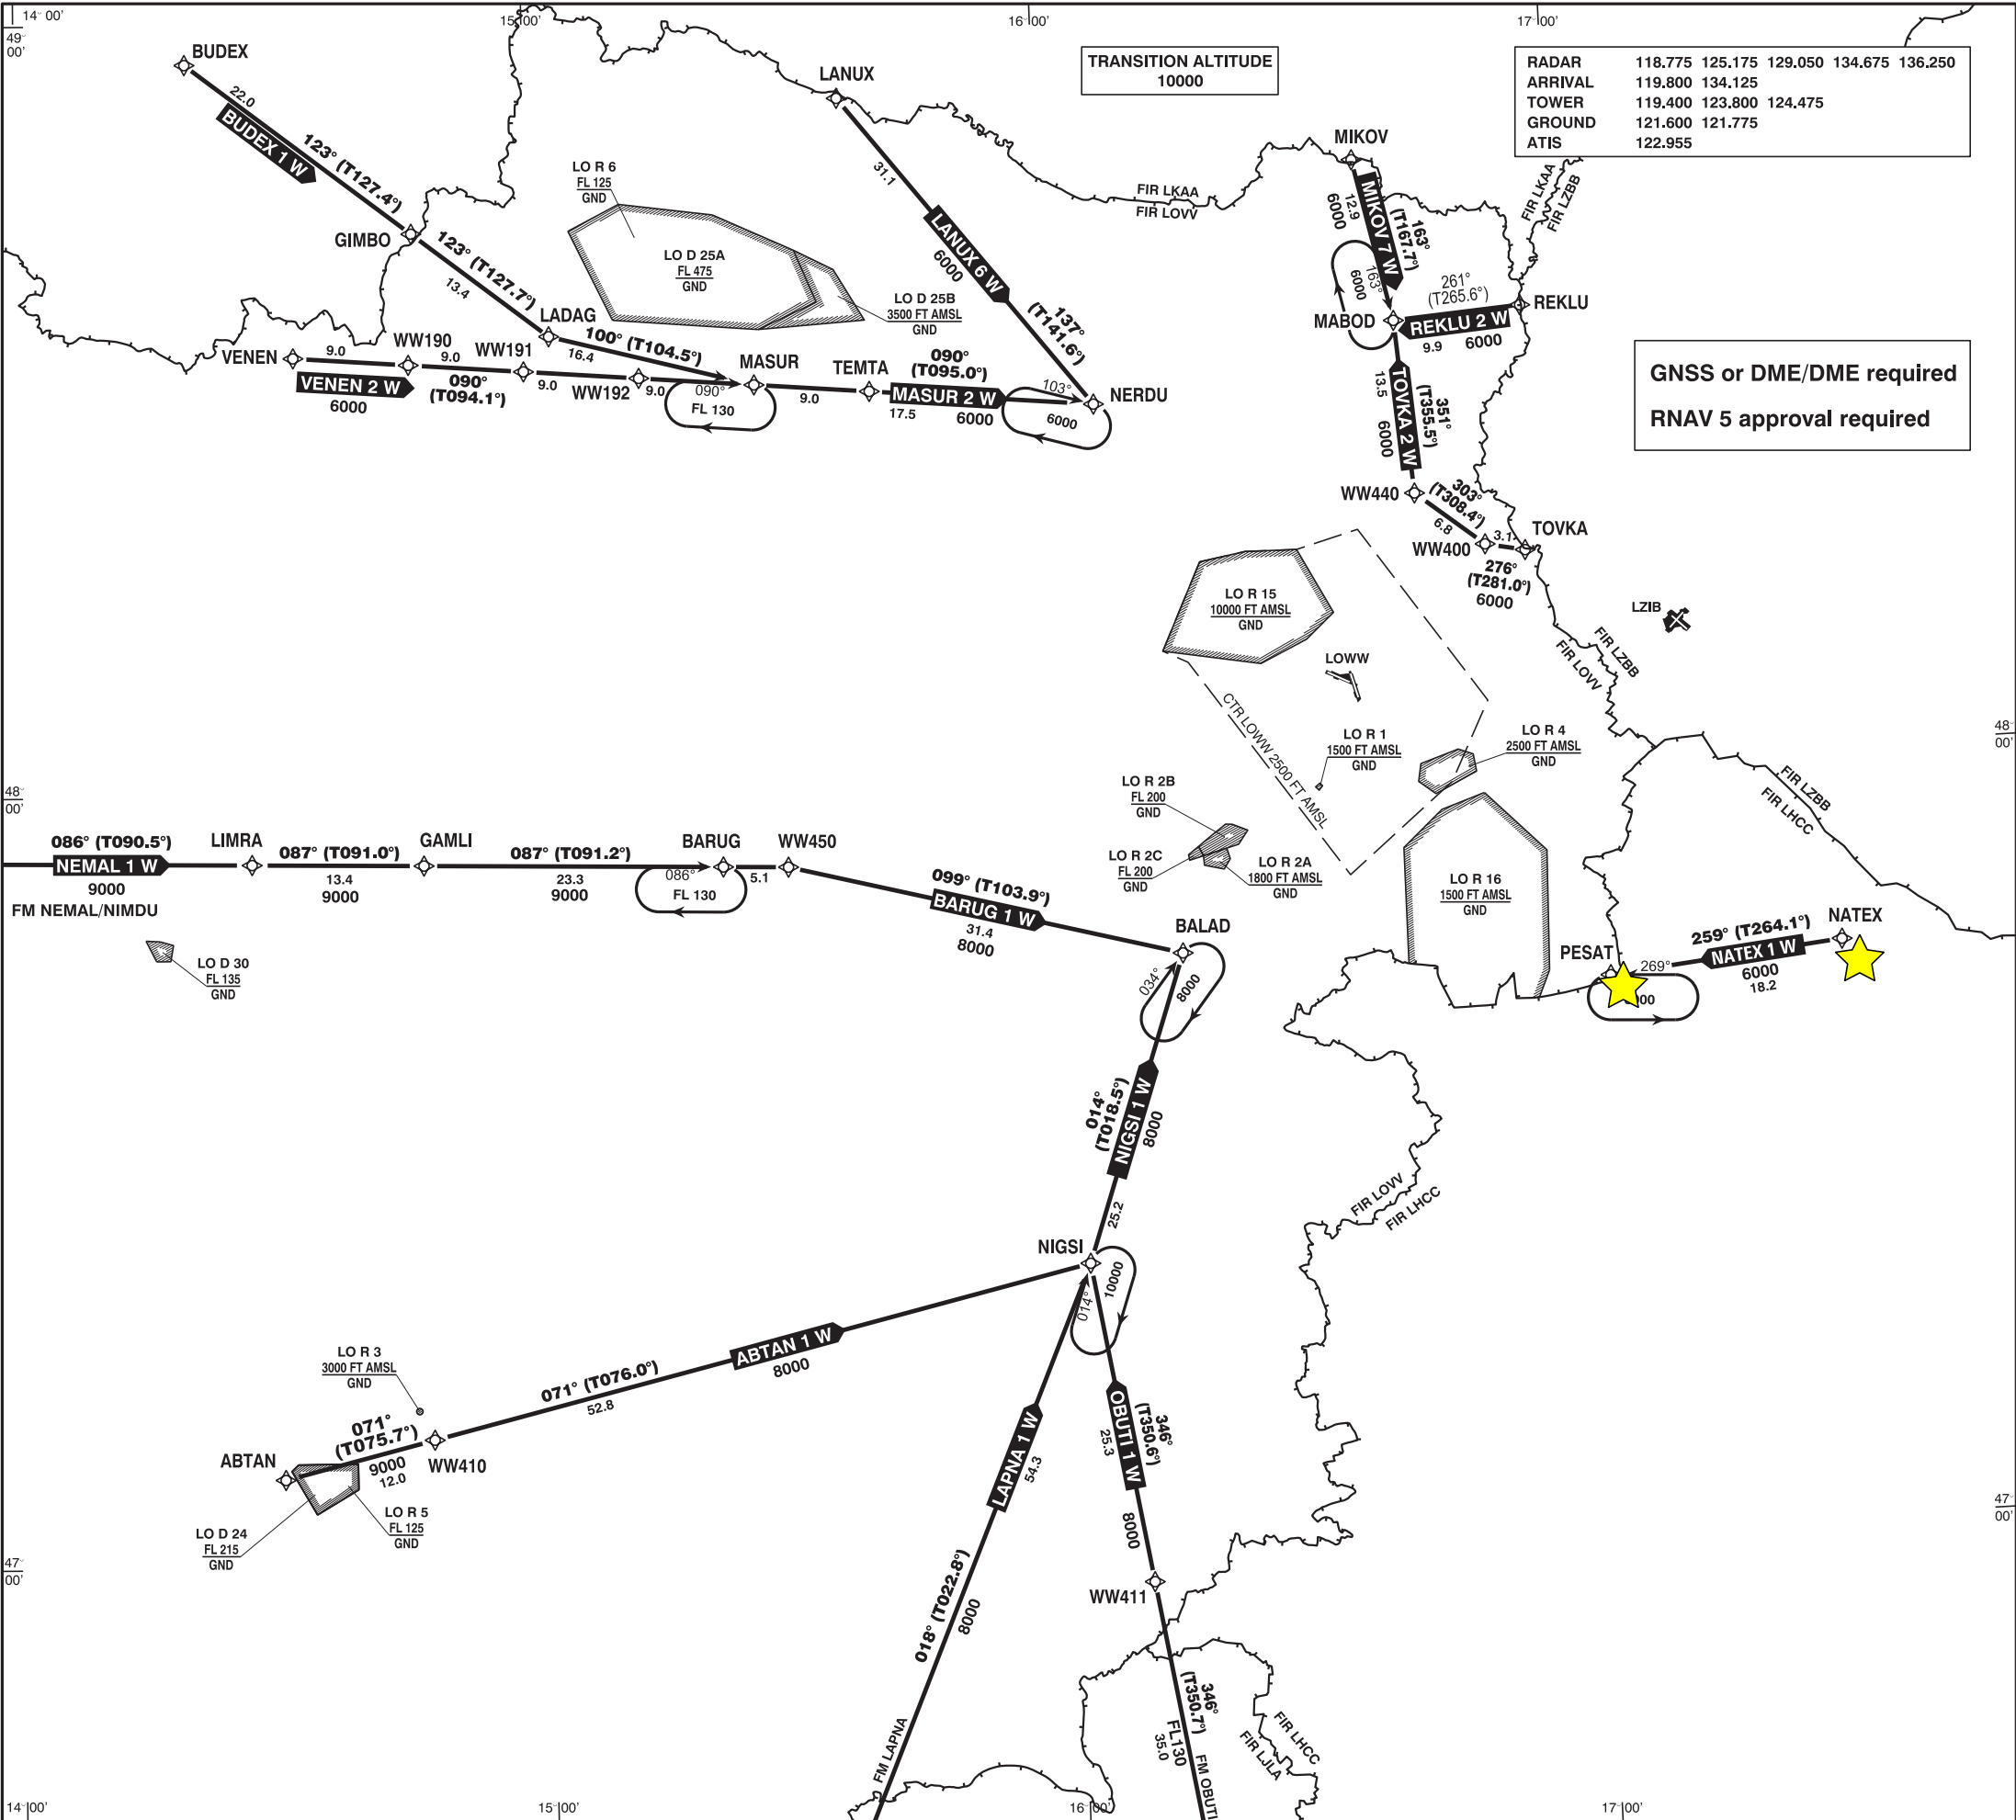 14° 00'
15°00'
16°00'
17°00'
49°
00'
BUDEX
22.0
BUDEX 1 W
123° (T127.4°)
GIMBO
123° (T127.7°)
13.4
LADAG
100° (T104.5°)
16.4
LANUX
31.1
LANUX 6 W
6000
137°
(T141.6°)
TRANSITION ALTITUDE
10000
RADAR 118.775 125.175 129.050 134.675 136.250
ARRIVAL 119.800 134.125
TOWER 119.400 123.800 124.475
GROUND 121.600 121.775
ATIS 122.955
LO R 6
FL 125
GND
LO D 25A
FL 475
GND
LO D 25B
3500 FT AMSL
GND
FIR LKAA
FIR LOVV
MIKOV
MIKOV 7 W
12.9
6000
163°
(T167.7°)
163°
6000
FIR LKAA
FIR LZBB
261°
(T265.6°)
REKLU
MABOD
REKLU 2 W
9.9
6000
GNSS or DME/DME required
RNAV 5 approval required
VENEN
9.0
WW190
9.0
WW191
9.0
WW192
9.0
VENEN 2 W
6000
090°
(T094.1°)
MASUR
090°
FL 130
TEMTA
9.0
090°
(T095.0°)
MASUR 2 W
17.5
6000
103°
6000
NERDU
13.5
TOVKA 2 W
351°
(T355.5°)
6000
WW440
303°
(T308.4°)
6.8
WW400
3.1
TOVKA
276°
(T281.0°)
6000
LO R 15
10000 FT AMSL
GND
LZIB
FIR LZBB
FIR LOVV
LOWW
CTR LOWW 2500 FT AMSL
LO R 1
1500 FT AMSL
GND
LO R 4
2500 FT AMSL
GND
48°
00'
48°
00'
LO R 2B
FL 200
GND
LO R 2C
FL 200
GND
LO R 2A
1800 FT AMSL
GND
FIR LZBB
FIR LHCC
LO R 16
1500 FT AMSL
GND
086° (T090.5°)
NEMAL 1 W
9000
FM NEMAL/NIMDU
LIMRA
087° (T091.0°)
13.4
9000
GAMLI
087° (T091.2°)
23.3
9000
BARUG
086°
FL 130
5.1
WW450
099° (T103.9°)
BARUG 1 W
31.4
8000
BALAD
034°
8000
NATEX
259° (T264.1°)
NATEX 1 W
6000
18.2
PESAT
269°
LO D 30
FL 135
GND
014°
(T018.5°)
NIGSI 1 W
8000
25.2
FIR LOVV
FIR LHCC
NIGSI
10000
014°
ABTAN 1 W
8000
071° (T076.0°)
52.8
LO R 3
3000 FT AMSL
GND
ABTAN
071°
(T075.7°)
9000
12.0
WW410
LO R 5
FL 125
GND
LO D 24
FL 215
GND
LAPNA 1 W
54.3
018° (T022.8°)
8000
FM LAPNA
OBUTI 1 W
346°
(T350.6°)
25.3
8000
WW411
346°
(T350.7°)
FL130
35.0
FM OBUTI
FIR LHCC
FIR LJLA
47°
00'
47°
00'
14°00'
15°00'
16°00'
17°00'